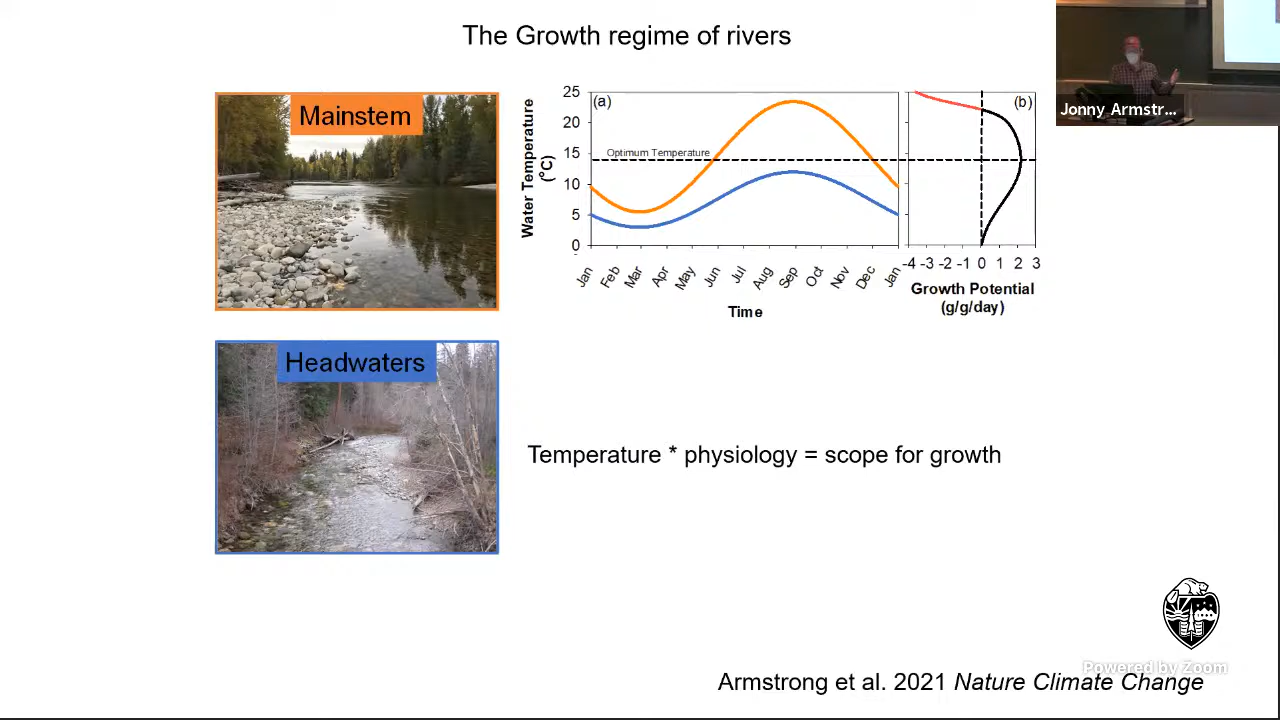 The Growth regime of rivers
Jonny Armstr...
Mainstem
Water Temperature
(°C)
25
20
15
10
5
0
(a)
Optimum Temperature
Jan
Feb
Mar
Apr
May
Jun
Jul
Aug
Sep
Oct
Nov
Dec
Jan
Time
(b)
-4 -3 -2 -1 0 1 2 3
Growth Potential
(g/g/day)
Headwaters
Temperature * physiology = scope for growth
Powered by Zoom
Armstrong et al. 2021 Nature Climate Change